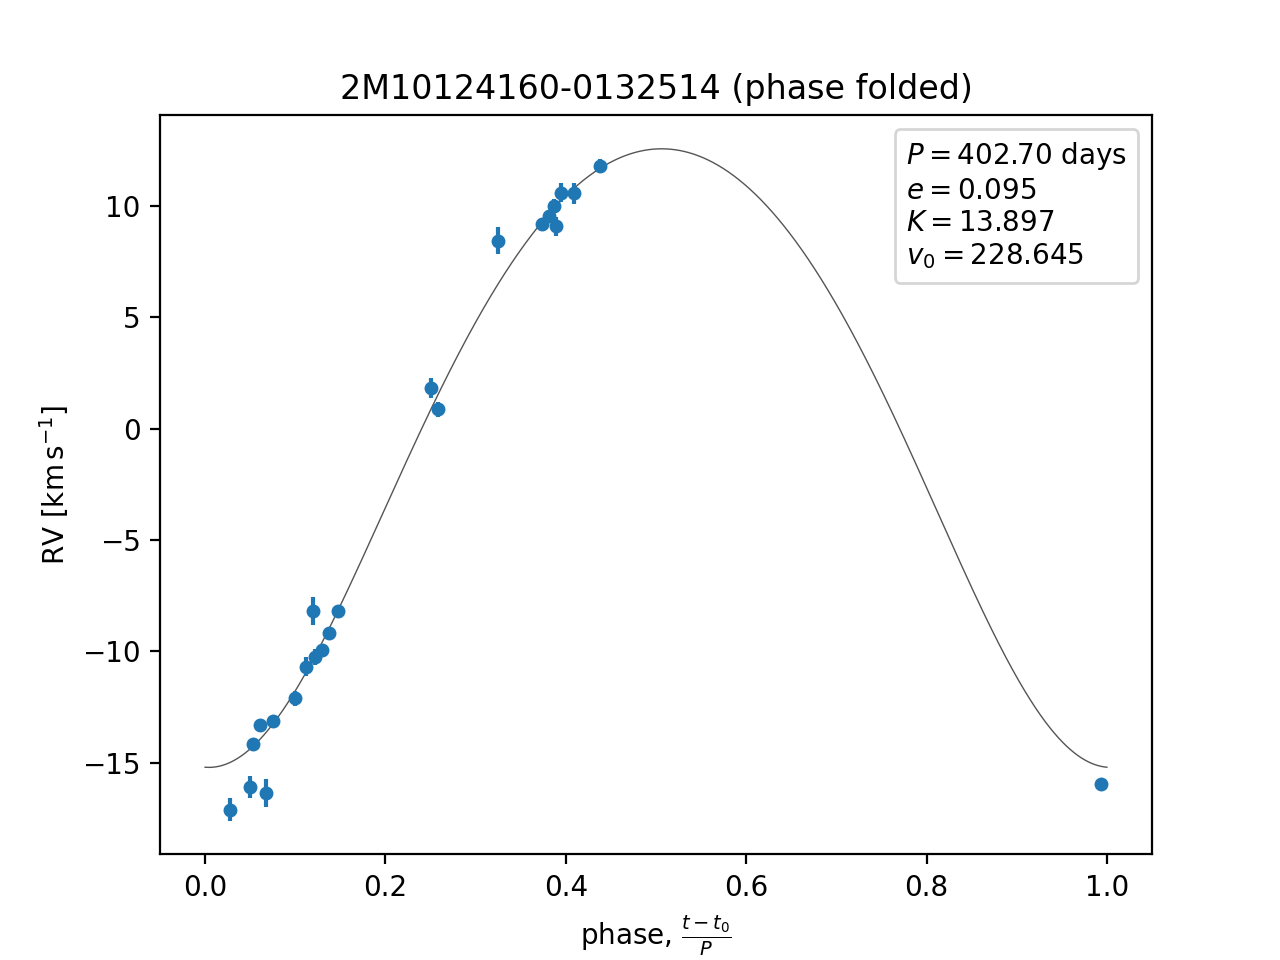 2M10124160-0132514 (phase folded)
P = 402.70 days
e = 0.095
K = 13.897
v₀ = 228.645
10
5
0
−5
−10
−15
RV [km s⁻¹]
0.0 0.2 0.4 0.6 0.8 1.0
phase, (t − t₀)/P